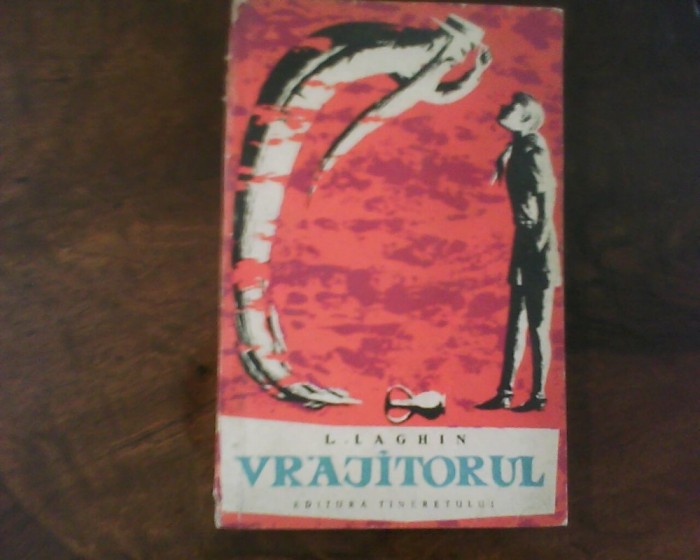 L. LAGHIN
VRĂJITORUL
EDITURA TINERETULUI